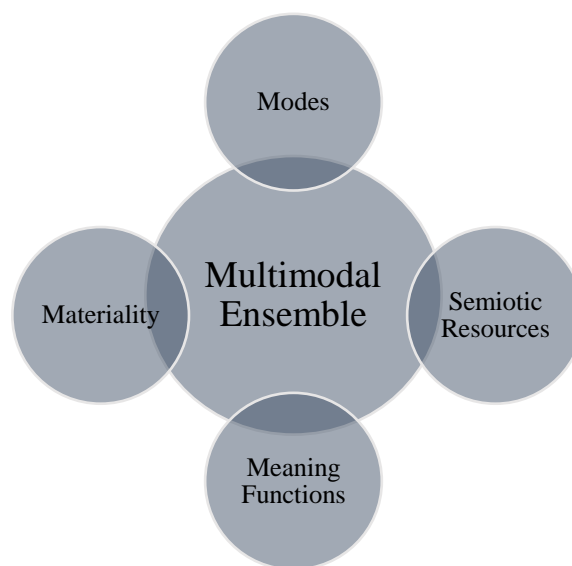 Modes
Multimodal
Ensemble
Materiality
Semiotic
Resources
Meaning
Functions